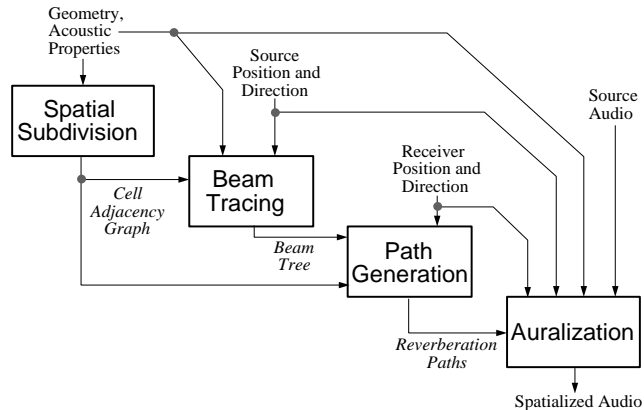 Geometry,
Acoustic
Properties
Source
Position and
Direction
Source
Audio
Spatial
Subdivision
Receiver
Position and
Direction
Beam
Tracing
Cell
Adjacency
Graph
Beam
Tree
Path
Generation
Auralization
Reverberation
Paths
Spatialized Audio